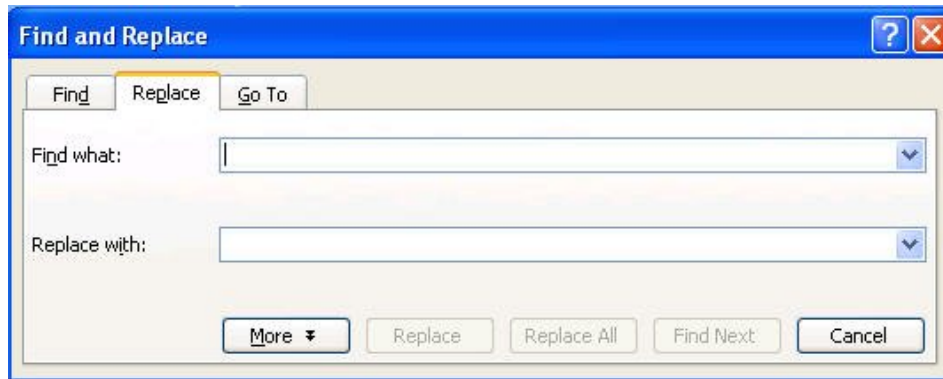 Find and Replace
?
Find Replace Go To
Find what:
Replace with:
More Replace Replace All Find Next Cancel